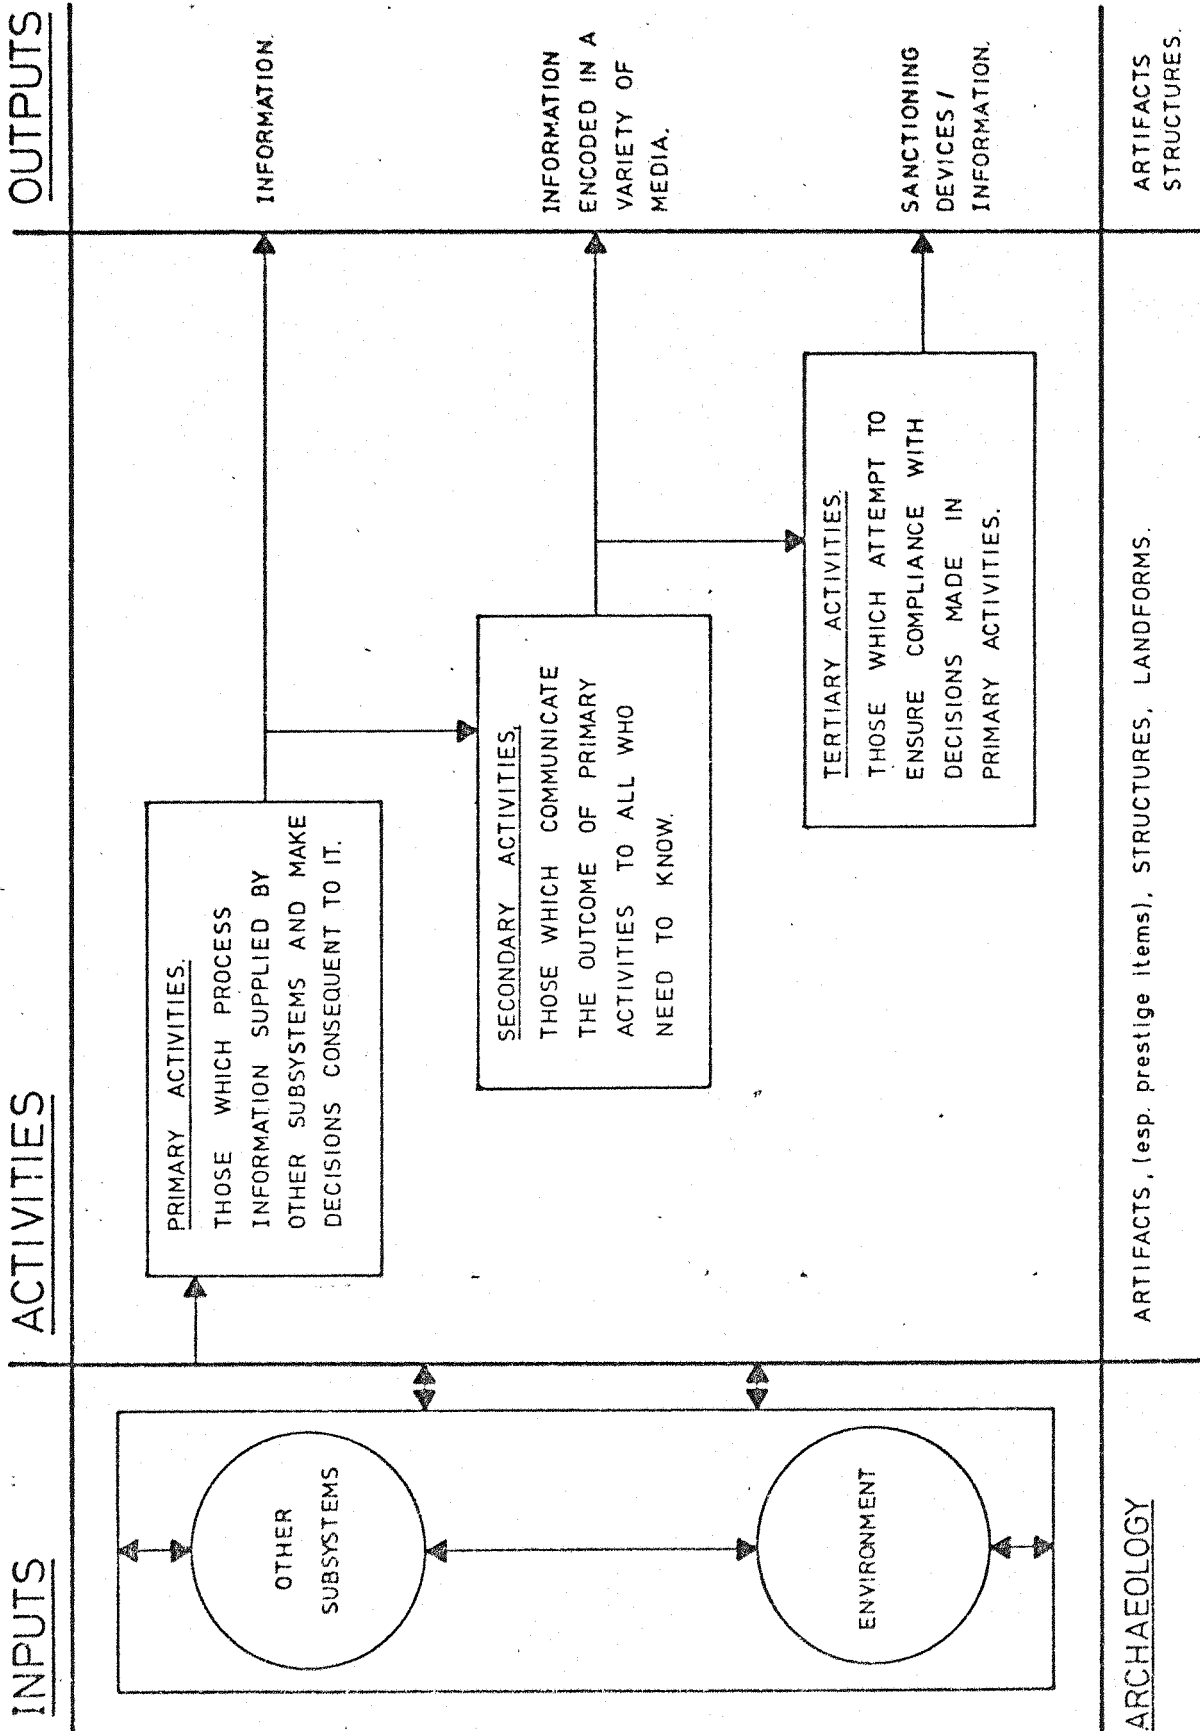 INPUTS
ACTIVITIES
OUTPUTS
OTHER
SUBSYSTEMS
ENVIRONMENT
PRIMARY ACTIVITIES.
THOSE WHICH PROCESS
INFORMATION SUPPLIED BY
OTHER SUBSYSTEMS AND MAKE
DECISIONS CONSEQUENT TO IT.
SECONDARY ACTIVITIES.
THOSE WHICH COMMUNICATE
THE OUTCOME OF PRIMARY
ACTIVITIES TO ALL WHO
NEED TO KNOW.
TERTIARY ACTIVITIES.
THOSE WHICH ATTEMPT TO
ENSURE COMPLIANCE WITH
DECISIONS MADE IN
PRIMARY ACTIVITIES.
INFORMATION.
INFORMATION
ENCODED IN A
VARIETY OF
MEDIA.
SANCTIONING
DEVICES /
INFORMATION.
ARCHAEOLOGY
ARTIFACTS, (esp. prestige items), STRUCTURES, LANDFORMS.
ARTIFACTS
STRUCTURES.